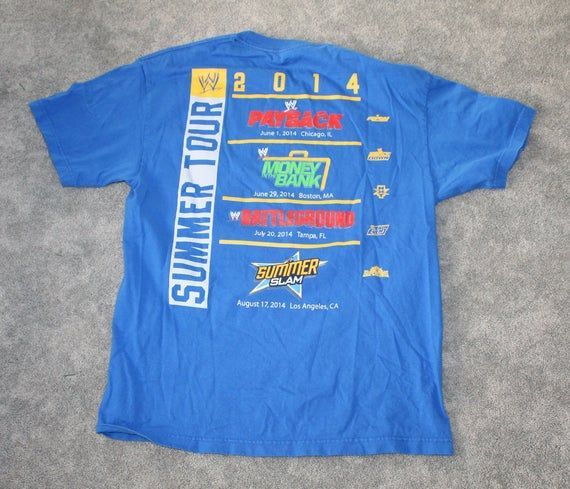 W
SUMMER TOUR
2014
W
PAYBACK
June 1, 2014 Chicago, IL
W
MONEY
IN THE
BANK
June 29, 2014 Boston, MA
W BATTLEGROUND
July 20, 2014 Tampa, FL
SUMMER
SLAM
August 17, 2014 Los Angeles, CA